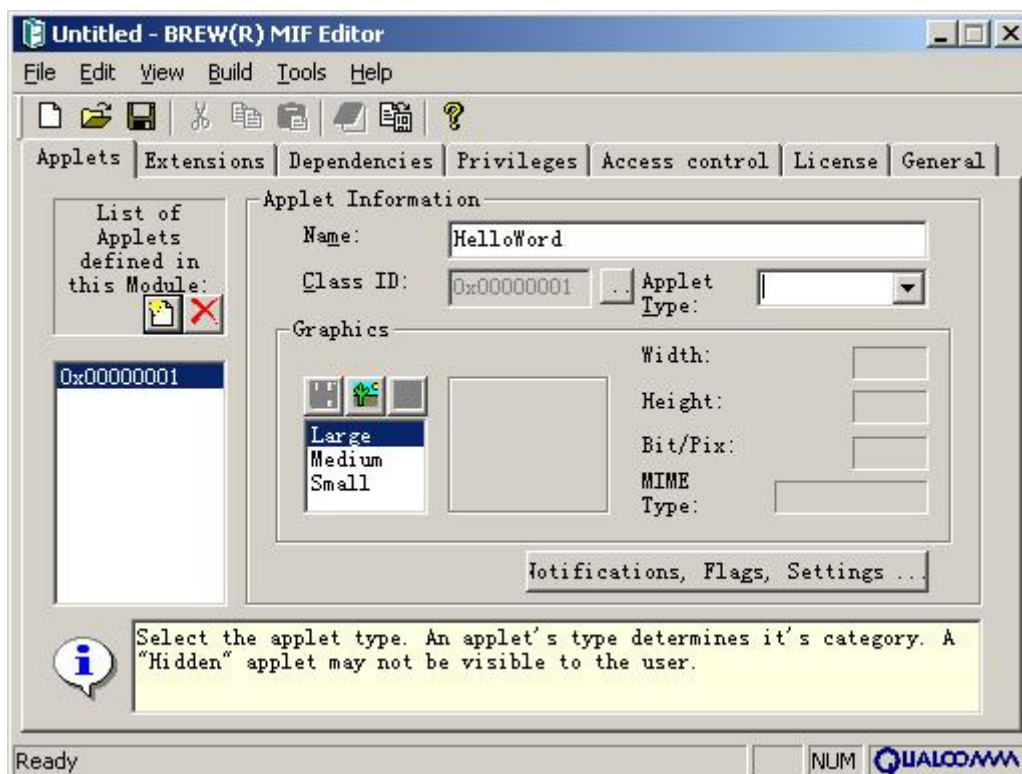 Untitled - BREW(R) MIF Editor
File Edit View Build Tools Help
Applets Extensions Dependencies Privileges Access control License General
List of
Applets
defined in
this Module:
0x00000001
Applet Information
Name: HelloWord
Class ID: 0x00000001 .. Applet
Type:
Graphics
Large
Medium
Small
Width:
Height:
Bit/Pix:
MIME
Type:
Notifications, Flags, Settings ...
Select the applet type. An applet's type determines it's category. A
"Hidden" applet may not be visible to the user.
Ready NUM QUALCOMM